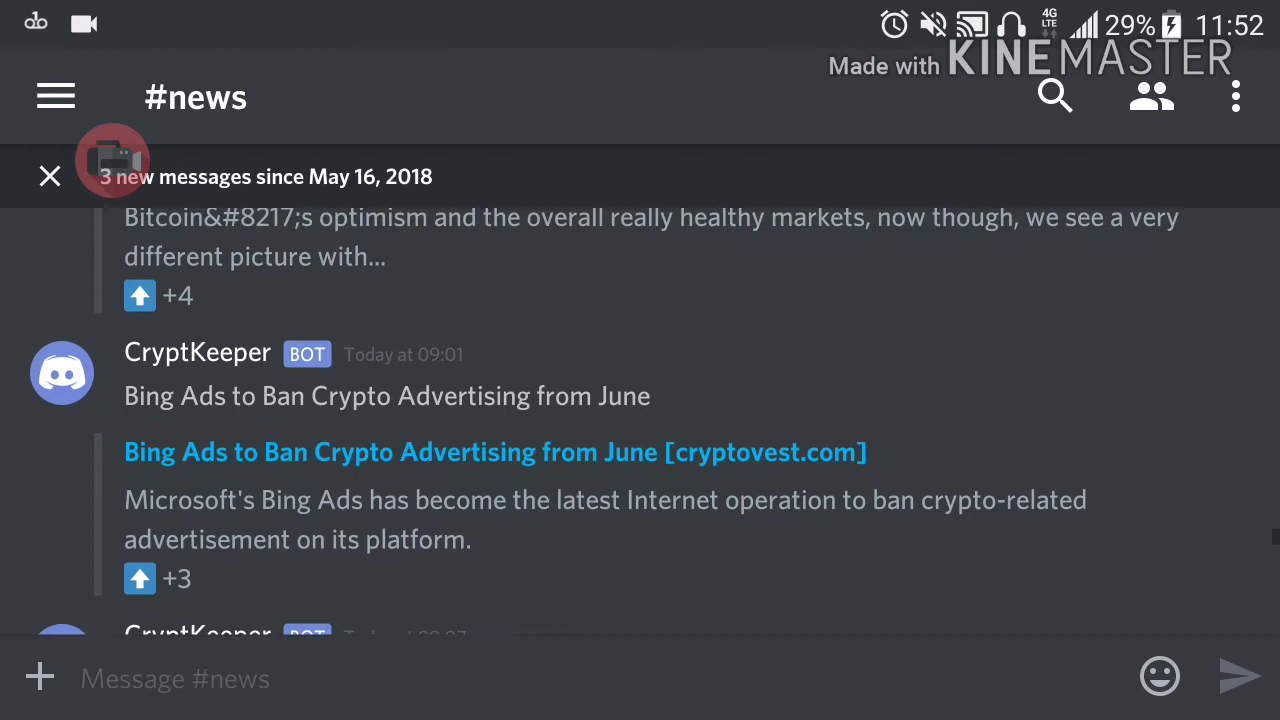 4G
LTE
29%
11:52
Made with KINEMASTER
#news
3 new messages since May 16, 2018
Bitcoin&#8217;s optimism and the overall really healthy markets, now though, we see a very
different picture with...
+4
CryptKeeper BOT Today at 09:01
Bing Ads to Ban Crypto Advertising from June
Bing Ads to Ban Crypto Advertising from June [cryptovest.com]
Microsoft's Bing Ads has become the latest Internet operation to ban crypto-related
advertisement on its platform.
+3
CryptKeeper BOT Today at
Message #news